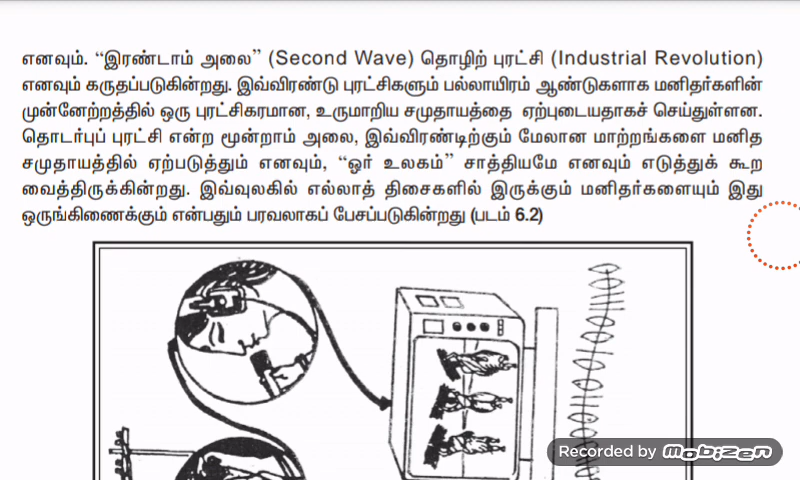 எனவும். “இரண்டாம் அலை” (Second Wave) தொழிற் புரட்சி (Industrial Revolution)
எனவும் கருதப்படுகின்றது. இவ்விரண்டு புரட்சிகளும் பல்லாயிரம் ஆண்டுகளாக மனிதர்களின்
முன்னேற்றத்தில் ஒரு புரட்சிகரமான, உருமாறிய சமுதாயத்தை ஏற்புடையதாகச் செய்துள்ளன.
தொடர்புப் புரட்சி என்ற மூன்றாம் அலை, இவ்விரண்டிற்கும் மேலான மாற்றங்களை மனித
சமுதாயத்தில் ஏற்படுத்தும் எனவும், “ஓர் உலகம்” சாத்தியமே எனவும் எடுத்துக் கூற
வைத்திருக்கின்றது. இவ்வுலகில் எல்லாத் திசைகளில் இருக்கும் மனிதர்களையும் இது
ஒருங்கிணைக்கும் என்பதும் பரவலாகப் பேசப்படுகின்றது (படம் 6.2)
Recorded by mobizen